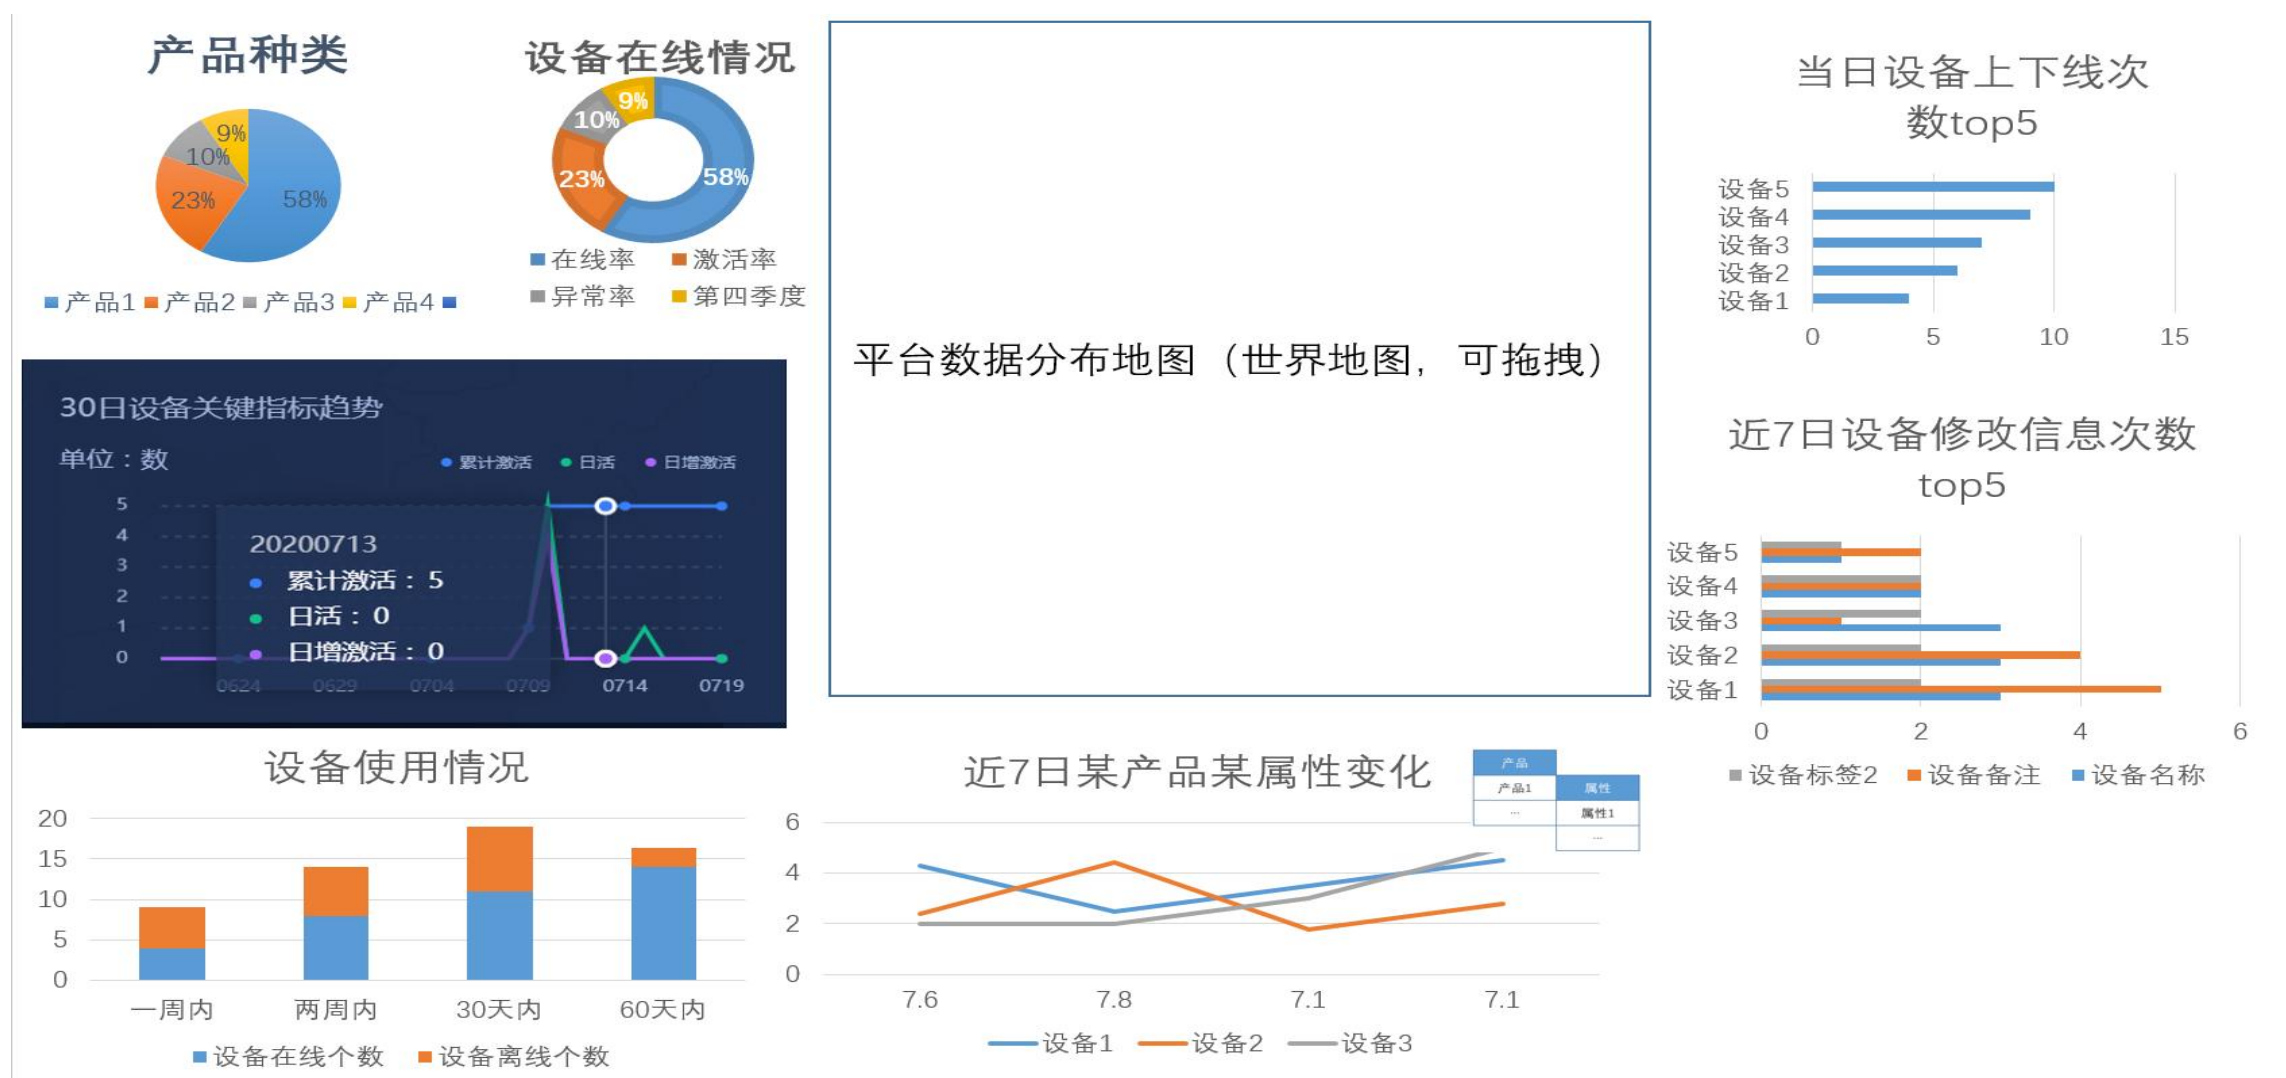 产品种类
9%
10%
23%
58%
产品1 产品2 产品3 产品4
设备在线情况
9%
10%
23%
58%
在线率 激活率
异常率 第四季度
30日设备关键指标趋势
单位：数
累计激活 日活 日增激活
5
4
3
2
1
0
20200713
累计激活：5
日活：0
日增激活：0
0624 0629 0704 0709 0714 0719
平台数据分布地图（世界地图，可拖拽）
当日设备上下线次
数top5
设备5
设备4
设备3
设备2
设备1
0 5 10 15
近7日设备修改信息次数
top5
设备5
设备4
设备3
设备2
设备1
0 2 4 6
设备标签2 设备备注 设备名称
设备使用情况
20
15
10
5
0
一周内 两周内 30天内 60天内
设备在线个数 设备离线个数
近7日某产品某属性变化
产品
产品1 属性
... 属性1
...
6
4
2
0
7.6 7.8 7.1 7.1
设备1 设备2 设备3